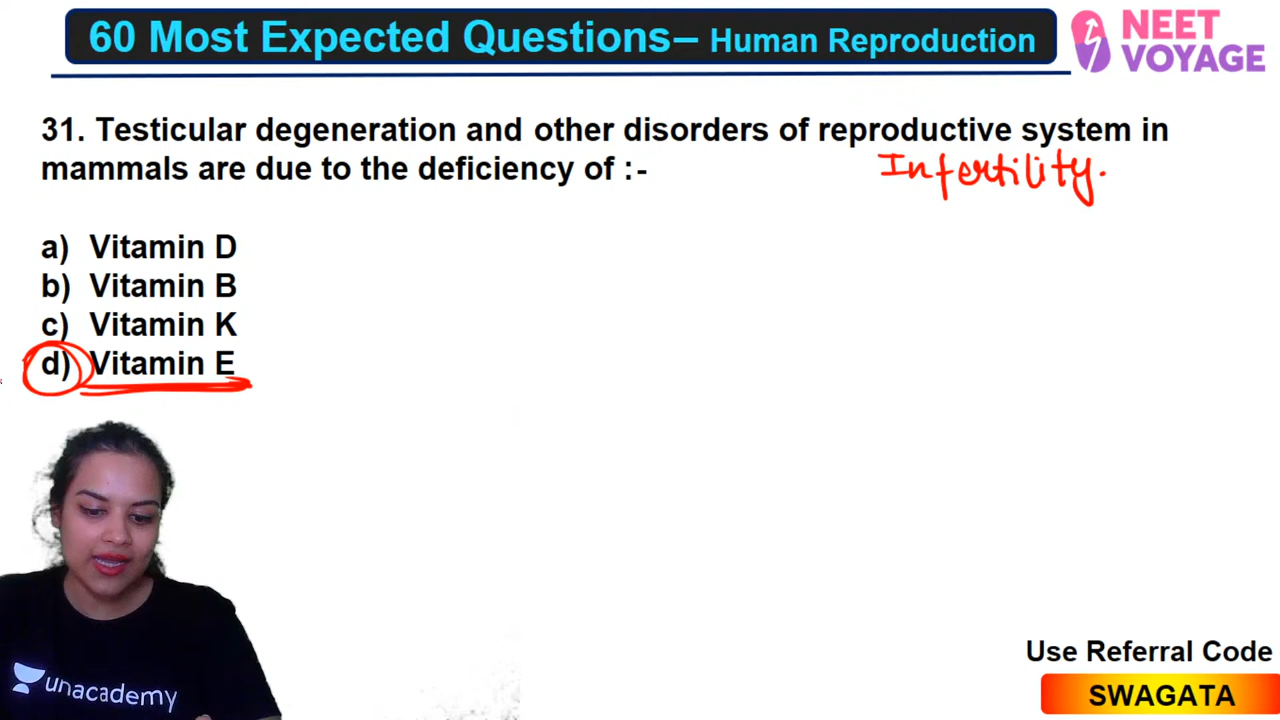 60 Most Expected Questions– Human Reproduction
NEET
VOYAGE
31. Testicular degeneration and other disorders of reproductive system in
mammals are due to the deficiency of :-
Infertility.
a) Vitamin D
b) Vitamin B
c) Vitamin K
d) Vitamin E
unacademy
Use Referral Code
SWAGATA